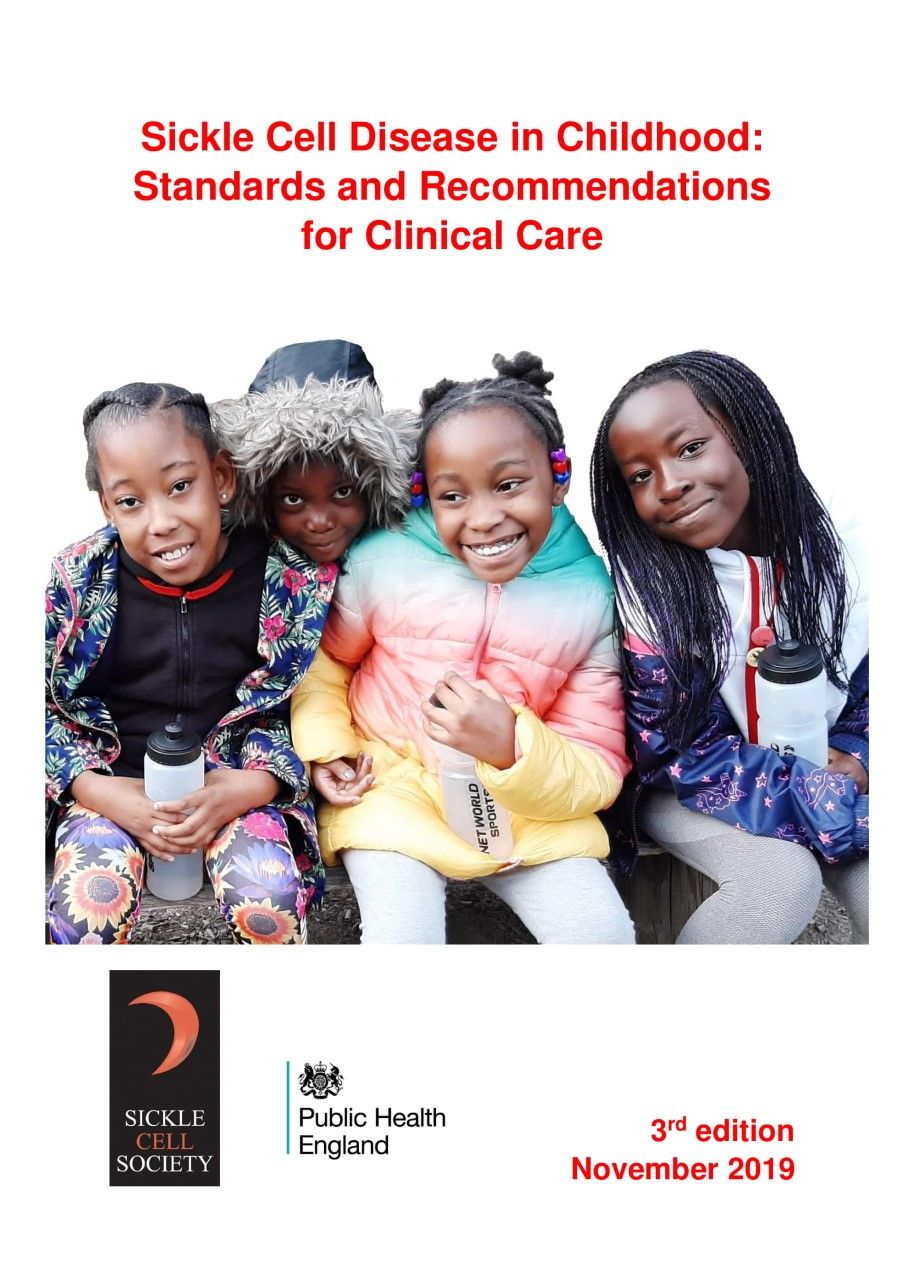 Sickle Cell Disease in Childhood:
Standards and Recommendations
for Clinical Care
NET WORLD
SPORTS
SICKLE
CELL
SOCIETY
Public Health
England
3rd edition
November 2019